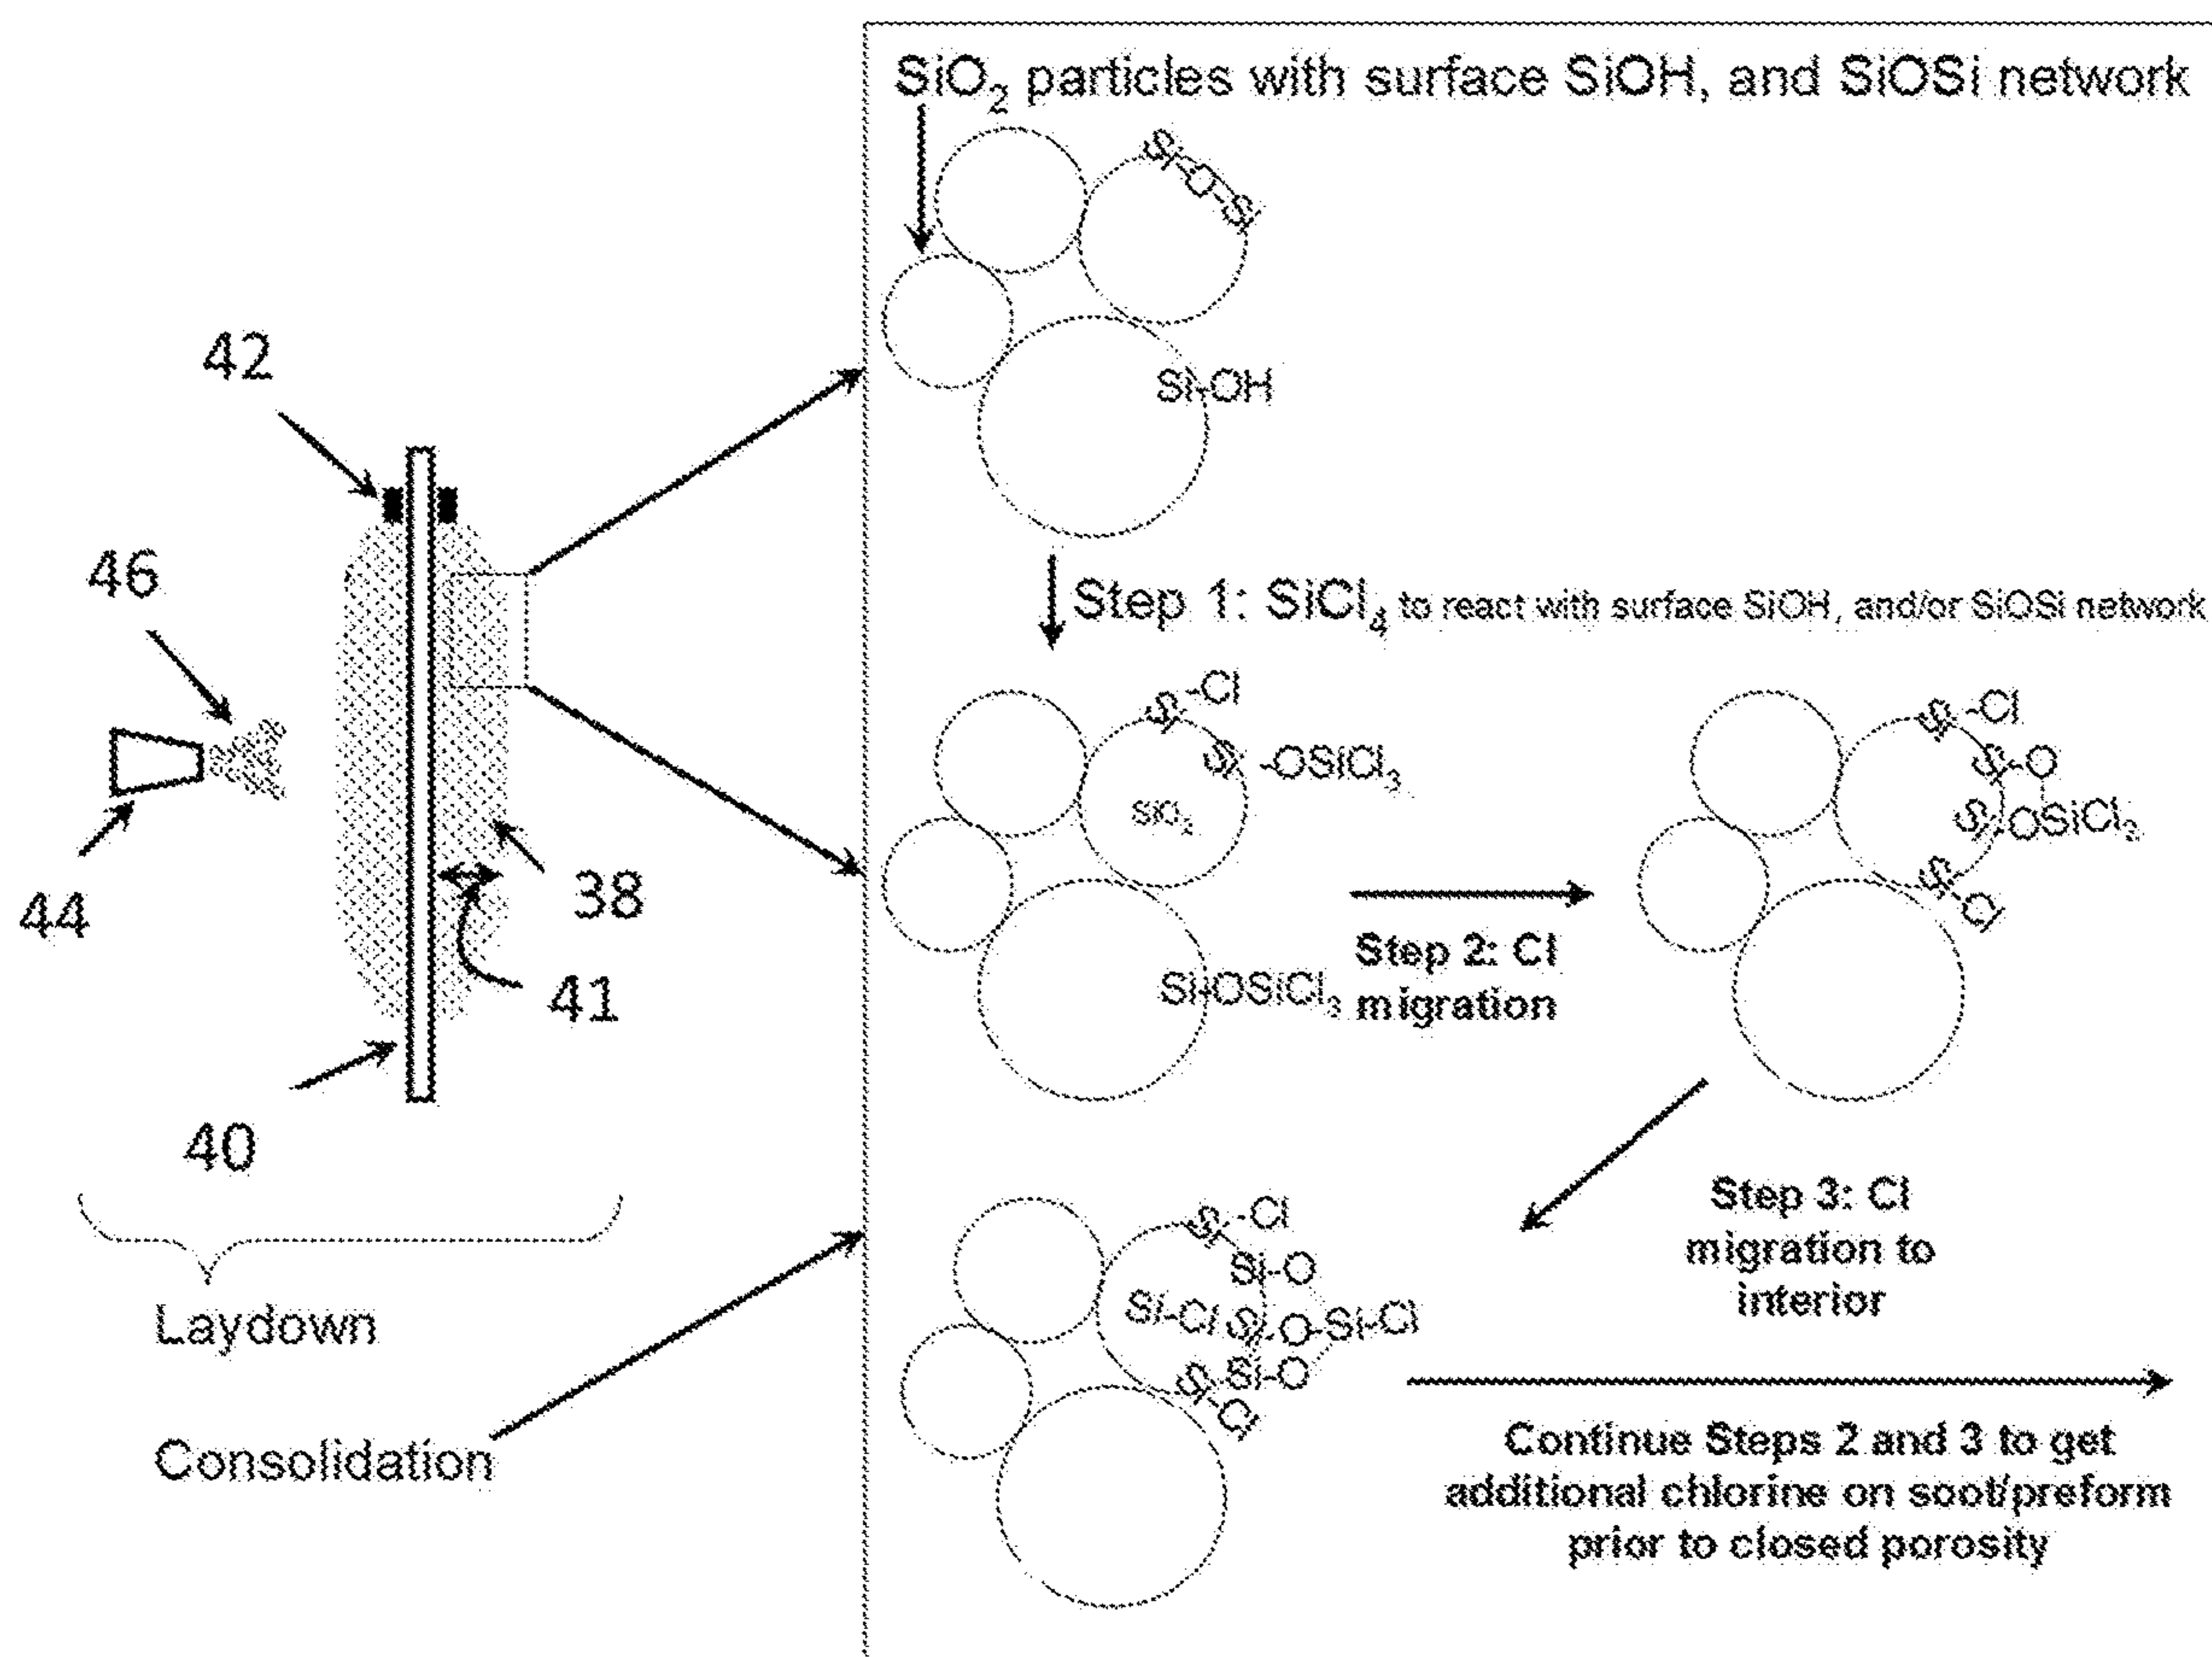 SiO₂ particles with surface SiOH, and SiOSi network
Si-O-Si
Si-OH
42
46
44
38
41
40
Laydown
Consolidation
Step 1: SiCl₄ to react with surface SiOH, and/or SiOSi network
Si-Cl
Si-OSiCl₃
SiO₂
Si-OSiCl₃
Step 2: Cl
migration
Si-Cl
Si-O
Si-OSiCl₂
Si-Cl
Step 3: Cl
migration to
interior
Si-Cl
Si-O
Si-Cl Si-O-Si-Cl
Si-O
Si-Cl
Continue Steps 2 and 3 to get
additional chlorine on soot/preform
prior to closed porosity